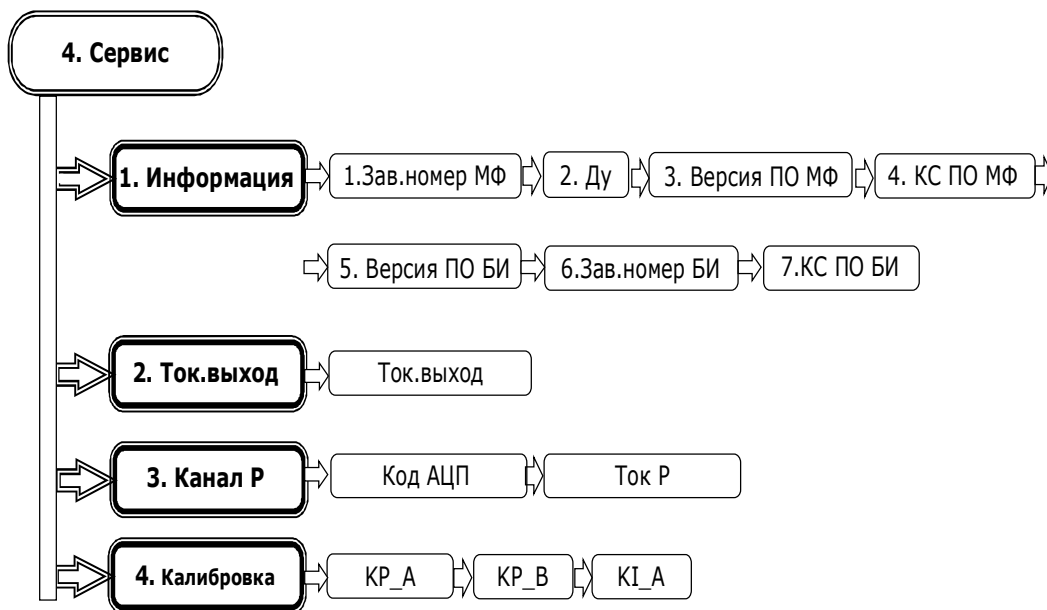 4. Сервис
1. Информация
1.Зав.номер МФ
2. Ду
3. Версия ПО МФ
4. КС ПО МФ
5. Версия ПО БИ
6.Зав.номер БИ
7.КС ПО БИ
2. Ток.выход
Ток.выход
3. Канал Р
Код АЦП
Ток Р
4. Калибровка
KP_A
KP_B
KI_A